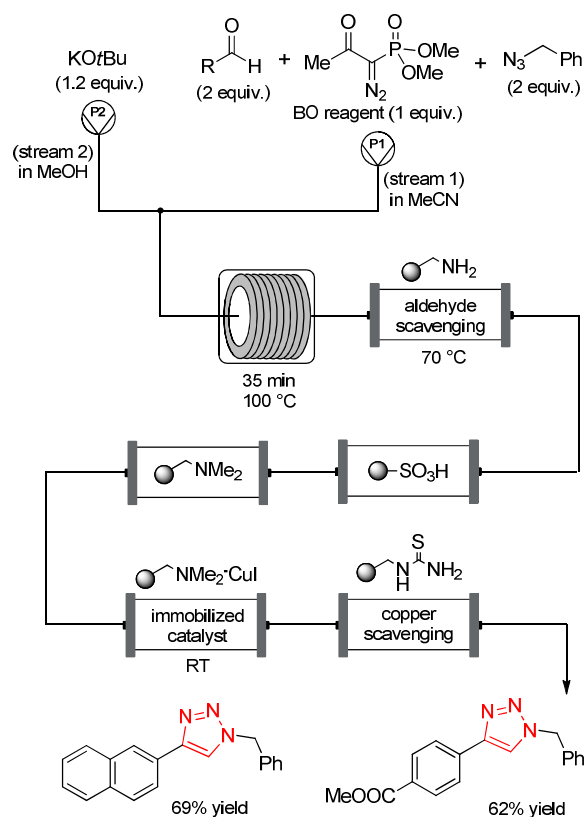 KOtBu
(1.2 equiv.)
P2
(stream 2)
in MeOH
O
R
H
(2 equiv.)
+
O
Me
O
P
OMe
OMe
N2
BO reagent (1 equiv.)
+
N3
Ph
(2 equiv.)
P1
(stream 1)
in MeCN
NH2
aldehyde
scavenging
70 °C
35 min
100 °C
NMe2
SO3H
NMe2·CuI
immobilized
catalyst
RT
S
N
H
NH2
copper
scavenging
N
N
N
Ph
69% yield
N
N
N
Ph
MeOOC
62% yield